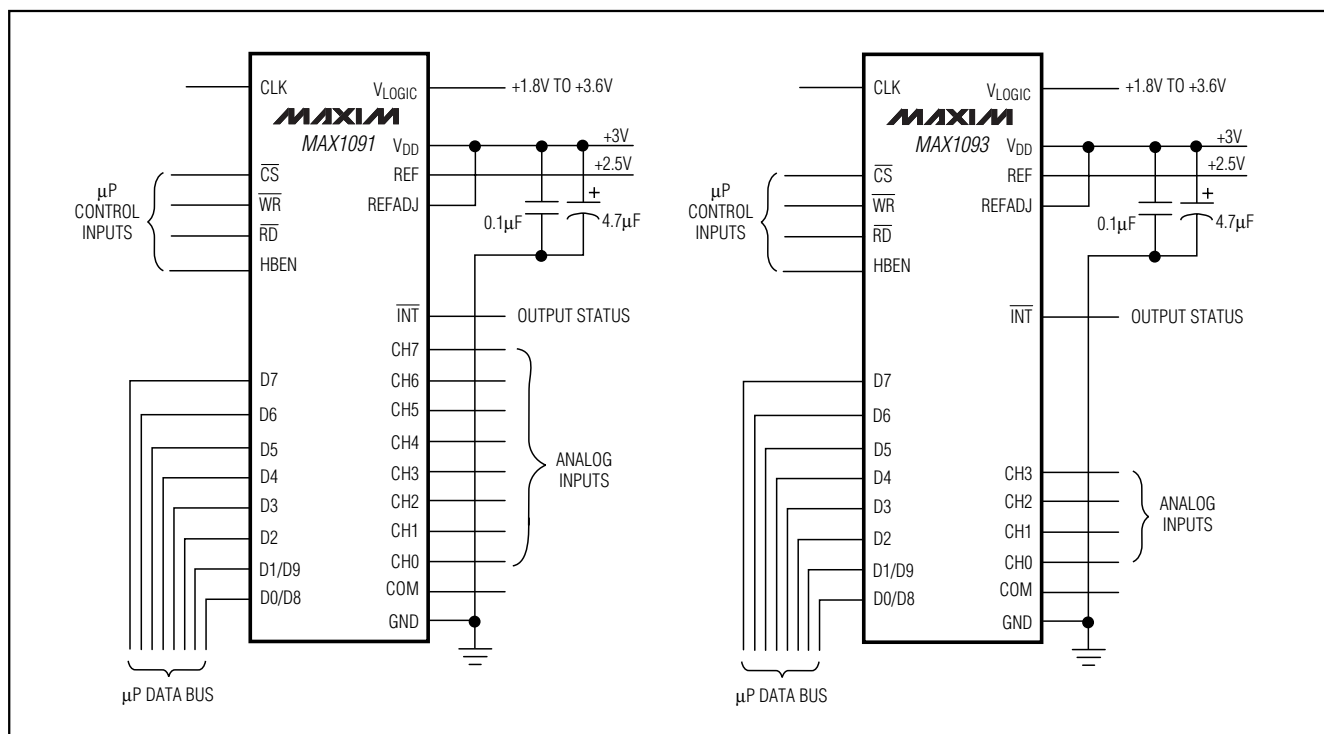 CLK
VLOGIC
+1.8V TO +3.6V
MAXIM
MAX1091
VDD
+3V
REF
+2.5V
REFADJ
+
0.1µF
4.7µF
µP
CONTROL
INPUTS
CS
WR
RD
HBEN
INT
OUTPUT STATUS
CH7
CH6
CH5
CH4
CH3
CH2
CH1
CH0
COM
GND
ANALOG
INPUTS
D7
D6
D5
D4
D3
D2
D1/D9
D0/D8
µP DATA BUS
CLK
VLOGIC
+1.8V TO +3.6V
MAXIM
MAX1093
VDD
+3V
REF
+2.5V
REFADJ
+
0.1µF
4.7µF
µP
CONTROL
INPUTS
CS
WR
RD
HBEN
INT
OUTPUT STATUS
D7
D6
D5
D4
D3
D2
D1/D9
D0/D8
CH3
CH2
CH1
CH0
COM
GND
ANALOG
INPUTS
µP DATA BUS